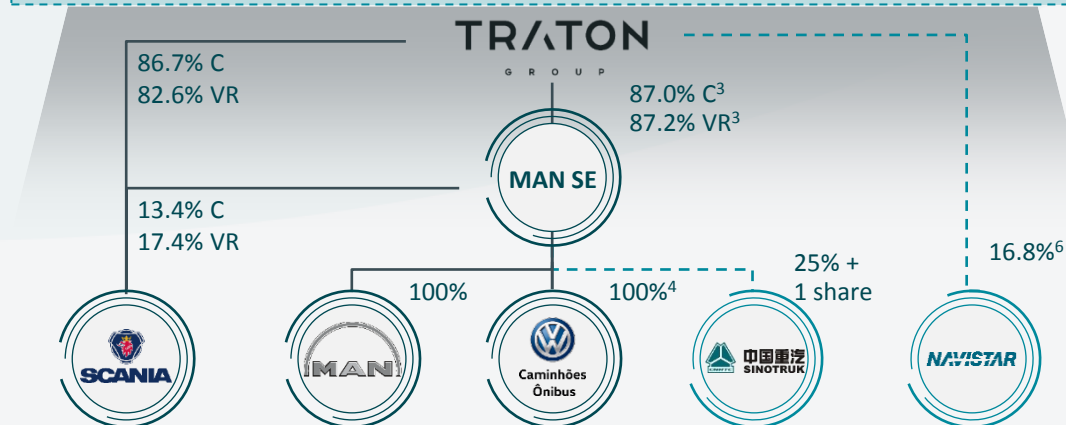 TRATON
GROUP
86.7% C
82.6% VR
87.0% C³
87.2% VR³
MAN SE
13.4% C
17.4% VR
100%
100%⁴
25% +
1 share
16.8%⁶
SCANIA
MAN
Caminhões
Ônibus
中国重汽
SINOTRUK
NAVISTAR